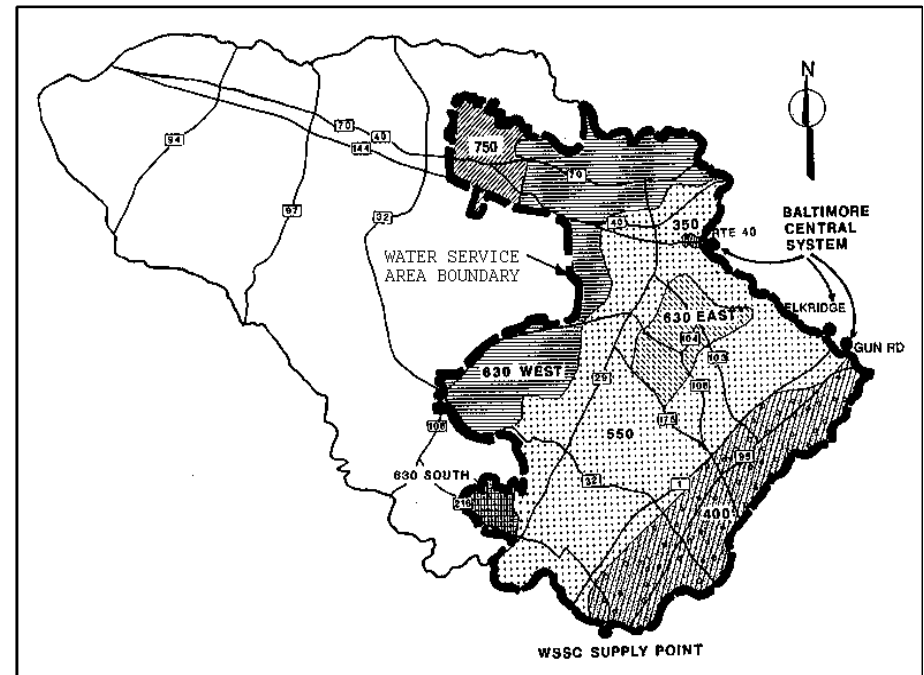 N
94
70
40
144
750
70
97
32
40
350
RTE 40
BALTIMORE
CENTRAL
SYSTEM
WATER SERVICE
AREA BOUNDARY
ELKRIDGE
630 EAST
104
GUN RD
103
630 WEST
29
108
108
175
550
95
630 SOUTH
32
1
216
400
WSSC SUPPLY POINT